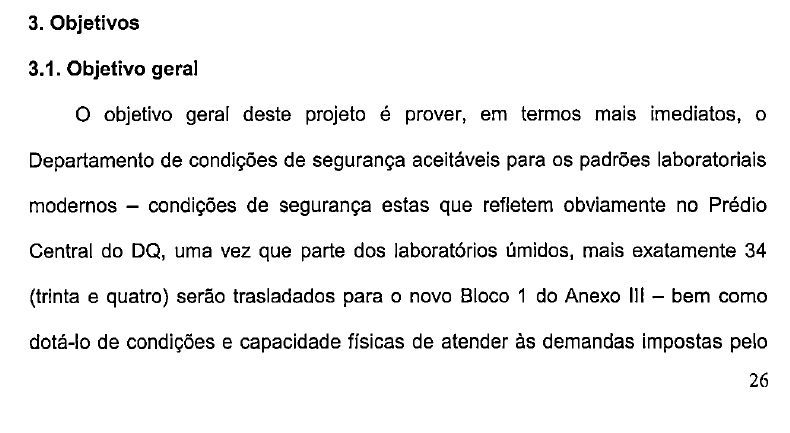 3. Objetivos
3.1. Objetivo geral
O objetivo geral deste projeto é prover, em termos mais imediatos, o
Departamento de condições de segurança aceitáveis para os padrões laboratoriais
modernos – condições de segurança estas que refletem obviamente no Prédio
Central do DQ, uma vez que parte dos laboratórios úmidos, mais exatamente 34
(trinta e quatro) serão trasladados para o novo Bloco 1 do Anexo III – bem como
dotá-lo de condições e capacidade físicas de atender às demandas impostas pelo
26